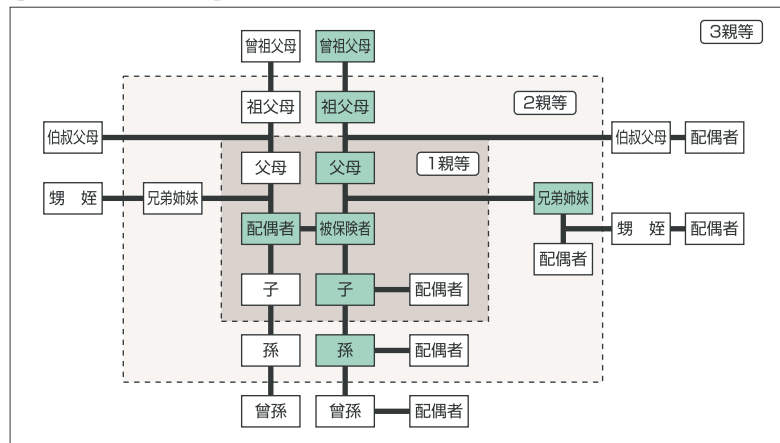 3親等
曾祖父母
曾祖父母
2親等
祖父母
祖父母
伯叔父母
伯叔父母
配偶者
1親等
父母
父母
甥 姪
兄弟姉妹
兄弟姉妹
配偶者
被保険者
甥 姪
配偶者
配偶者
子
子
配偶者
孫
孫
配偶者
曾孫
曾孫
配偶者